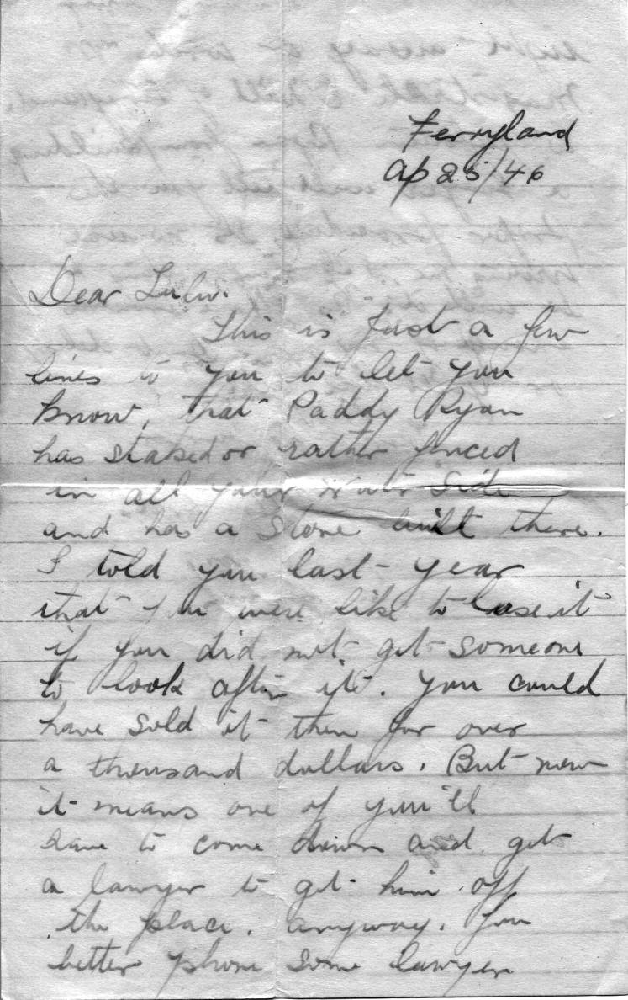 Ferryland
Ap 25/46
Dear Lulu.
This is just a few
lines to you to let you
know, that Paddy Ryan
has staked or rather fenced
in all your water side
and has a store built there.
I told you last year
that you were like to lose it
if you did not get someone
to look after it. you could
have sold it then for over
a thousand dollars. But now
it means one of you'll
have to come down and get
a lawyer to get him off
the place. anyway. you
better phone some lawyer